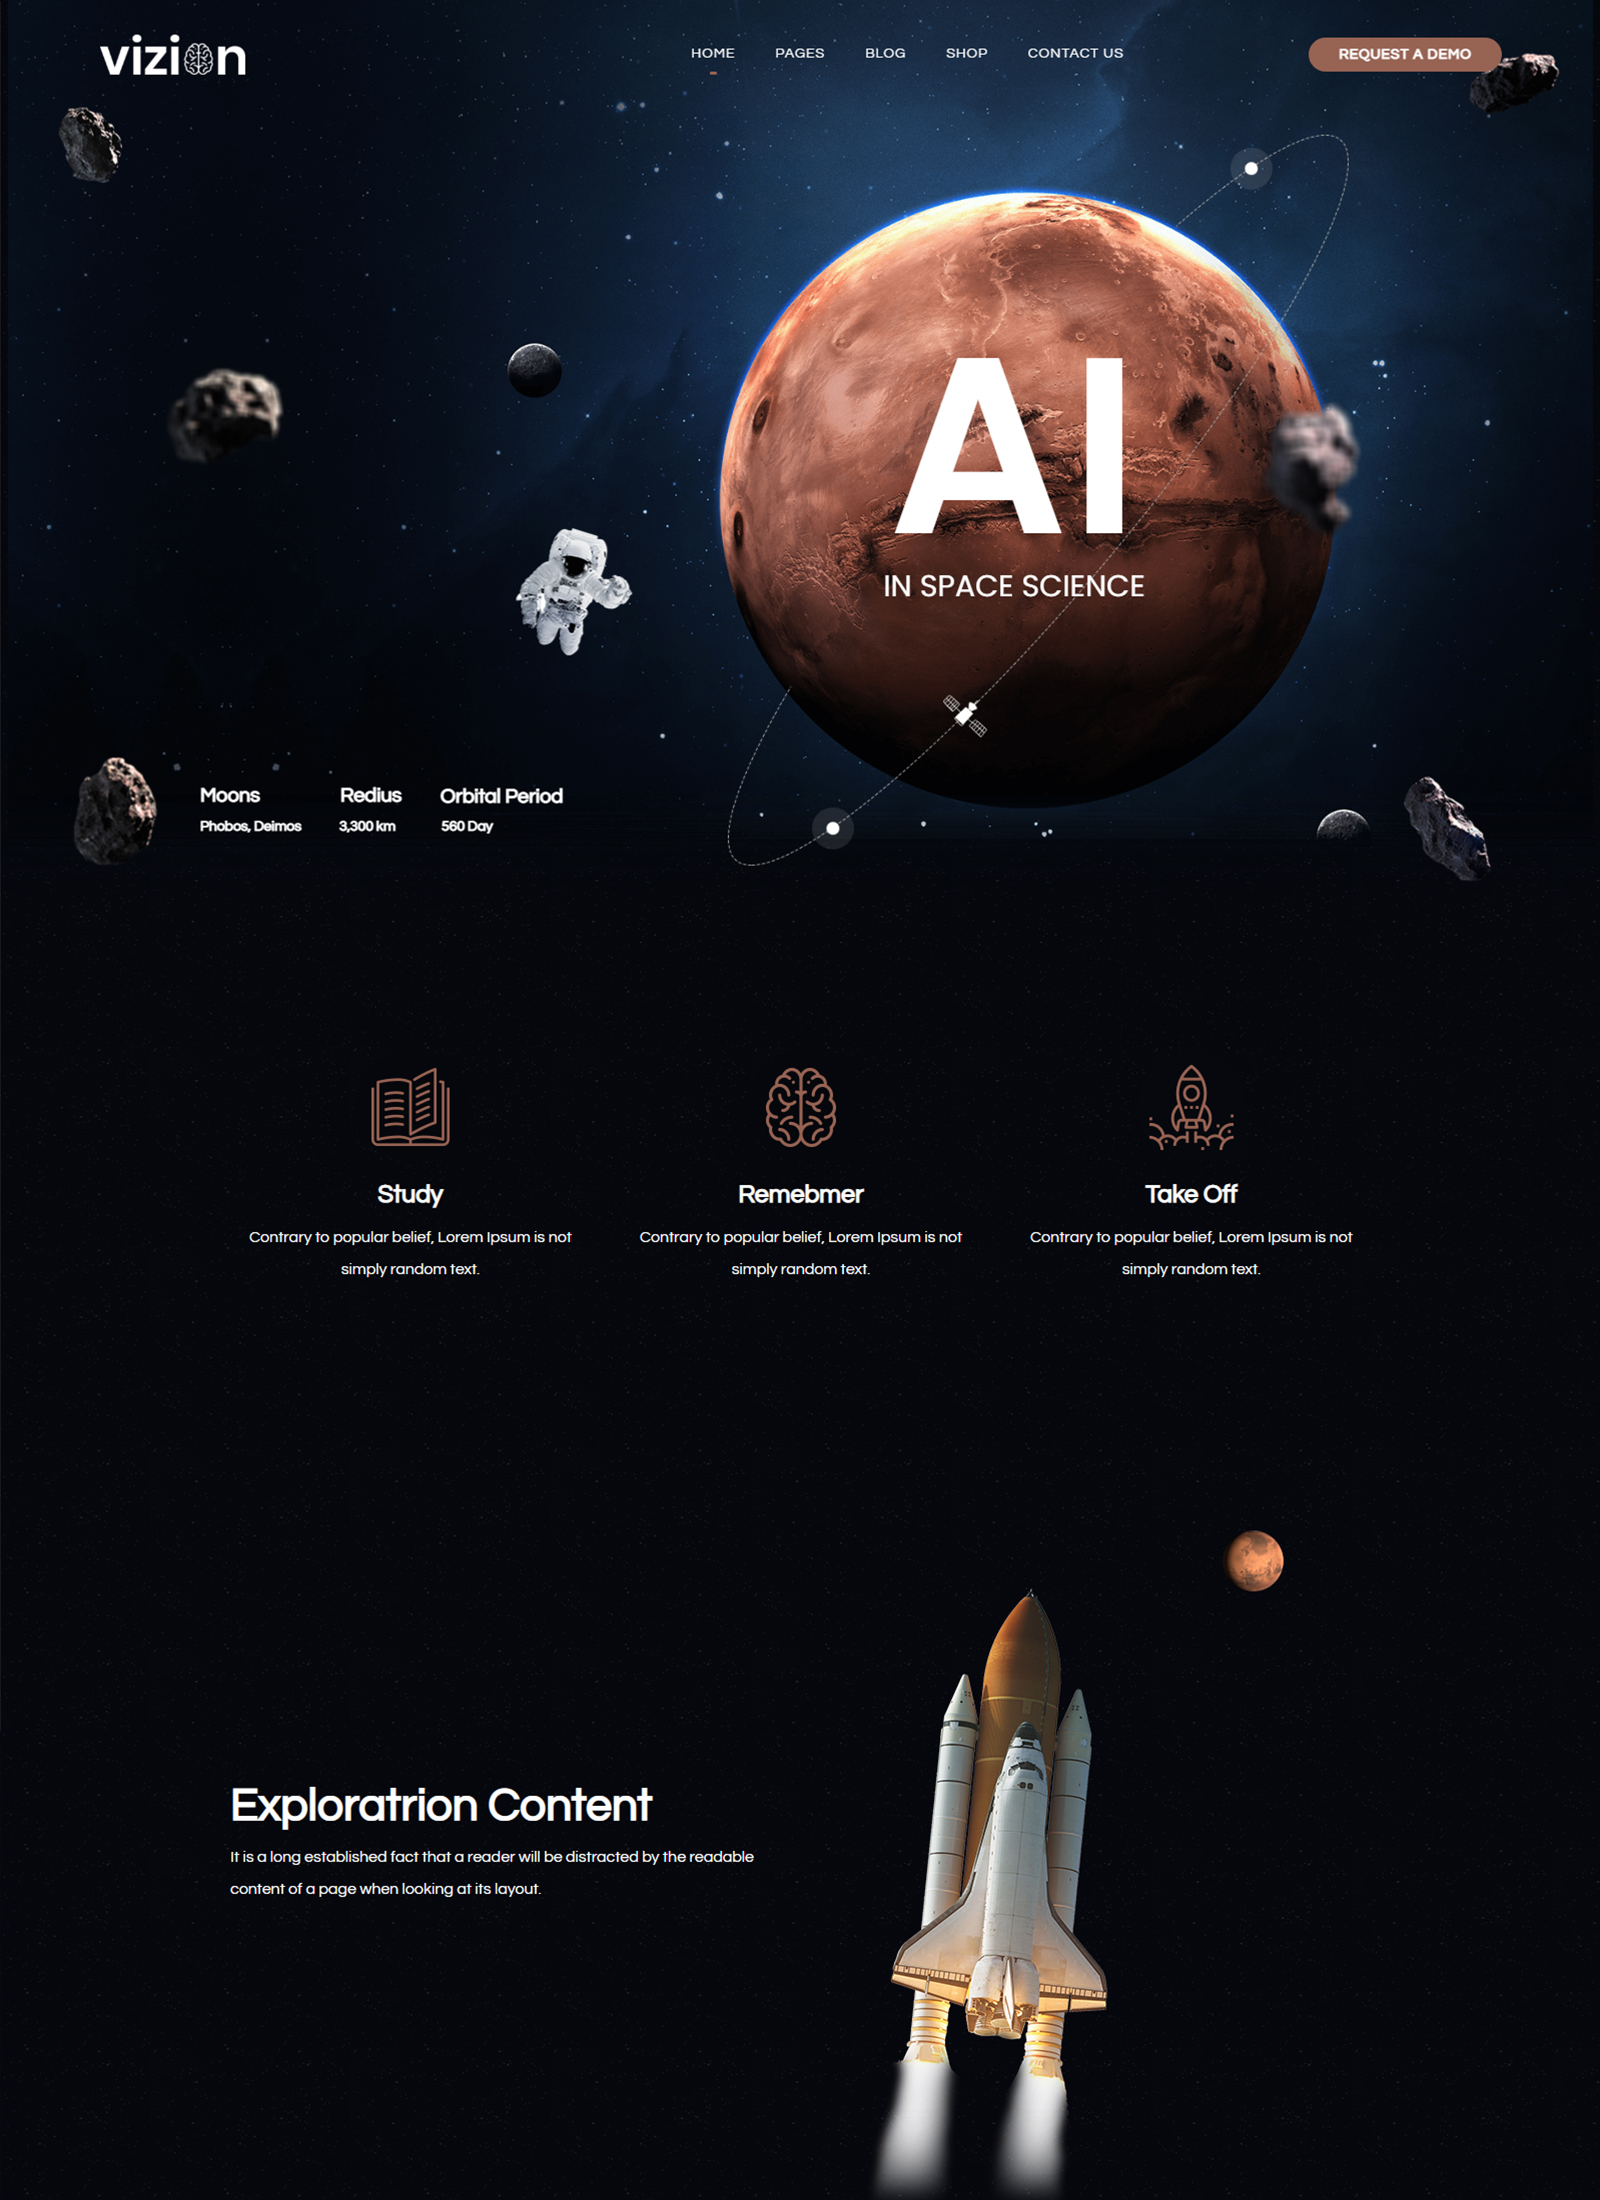 vizion
HOME PAGES BLOG SHOP CONTACT US
REQUEST A DEMO
AI
IN SPACE SCIENCE
Moons Redius Orbital Period
Phobos, Deimos 3,300 km 560 Day
Study
Contrary to popular belief, Lorem Ipsum is not
simply random text.
Remebmer
Contrary to popular belief, Lorem Ipsum is not
simply random text.
Take Off
Contrary to popular belief, Lorem Ipsum is not
simply random text.
Exploratrion Content
It is a long established fact that a reader will be distracted by the readable
content of a page when looking at its layout.